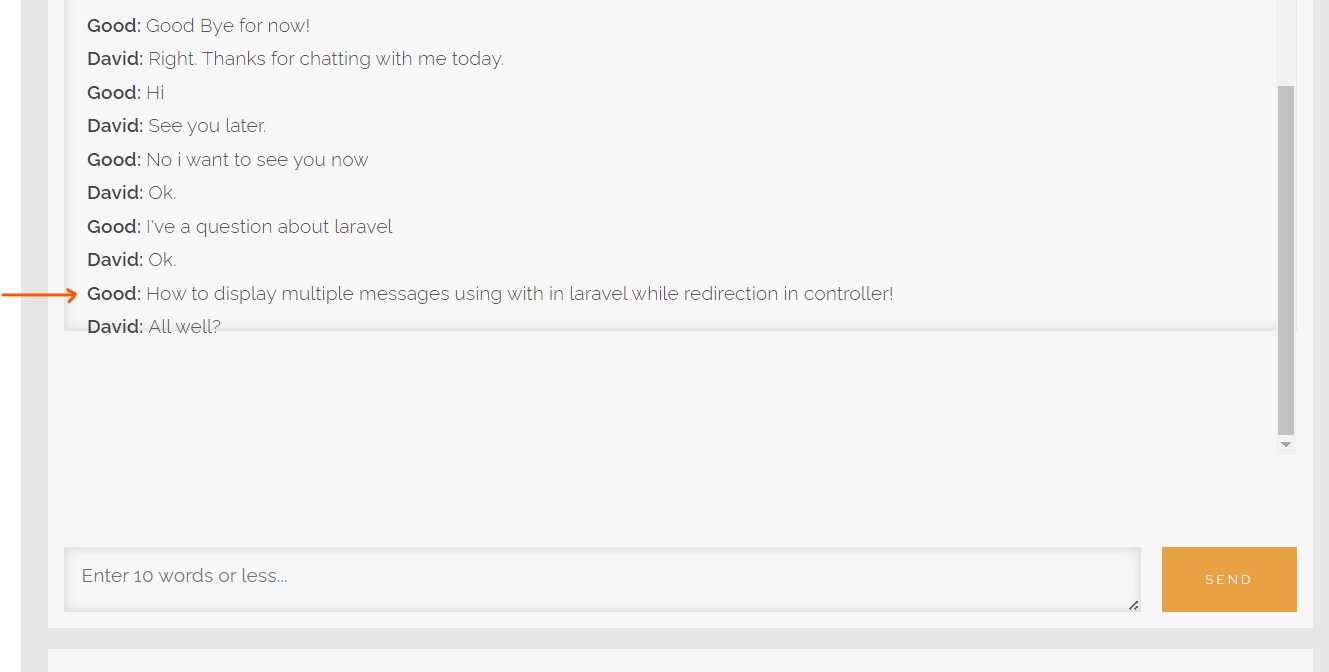 Good: Good Bye for now!
David: Right. Thanks for chatting with me today.
Good: Hi
David: See you later.
Good: No i want to see you now
David: Ok.
Good: I've a question about laravel
David: Ok.
Good: How to display multiple messages using with in laravel while redirection in controller!
David: All well?
Enter 10 words or less...
SEND